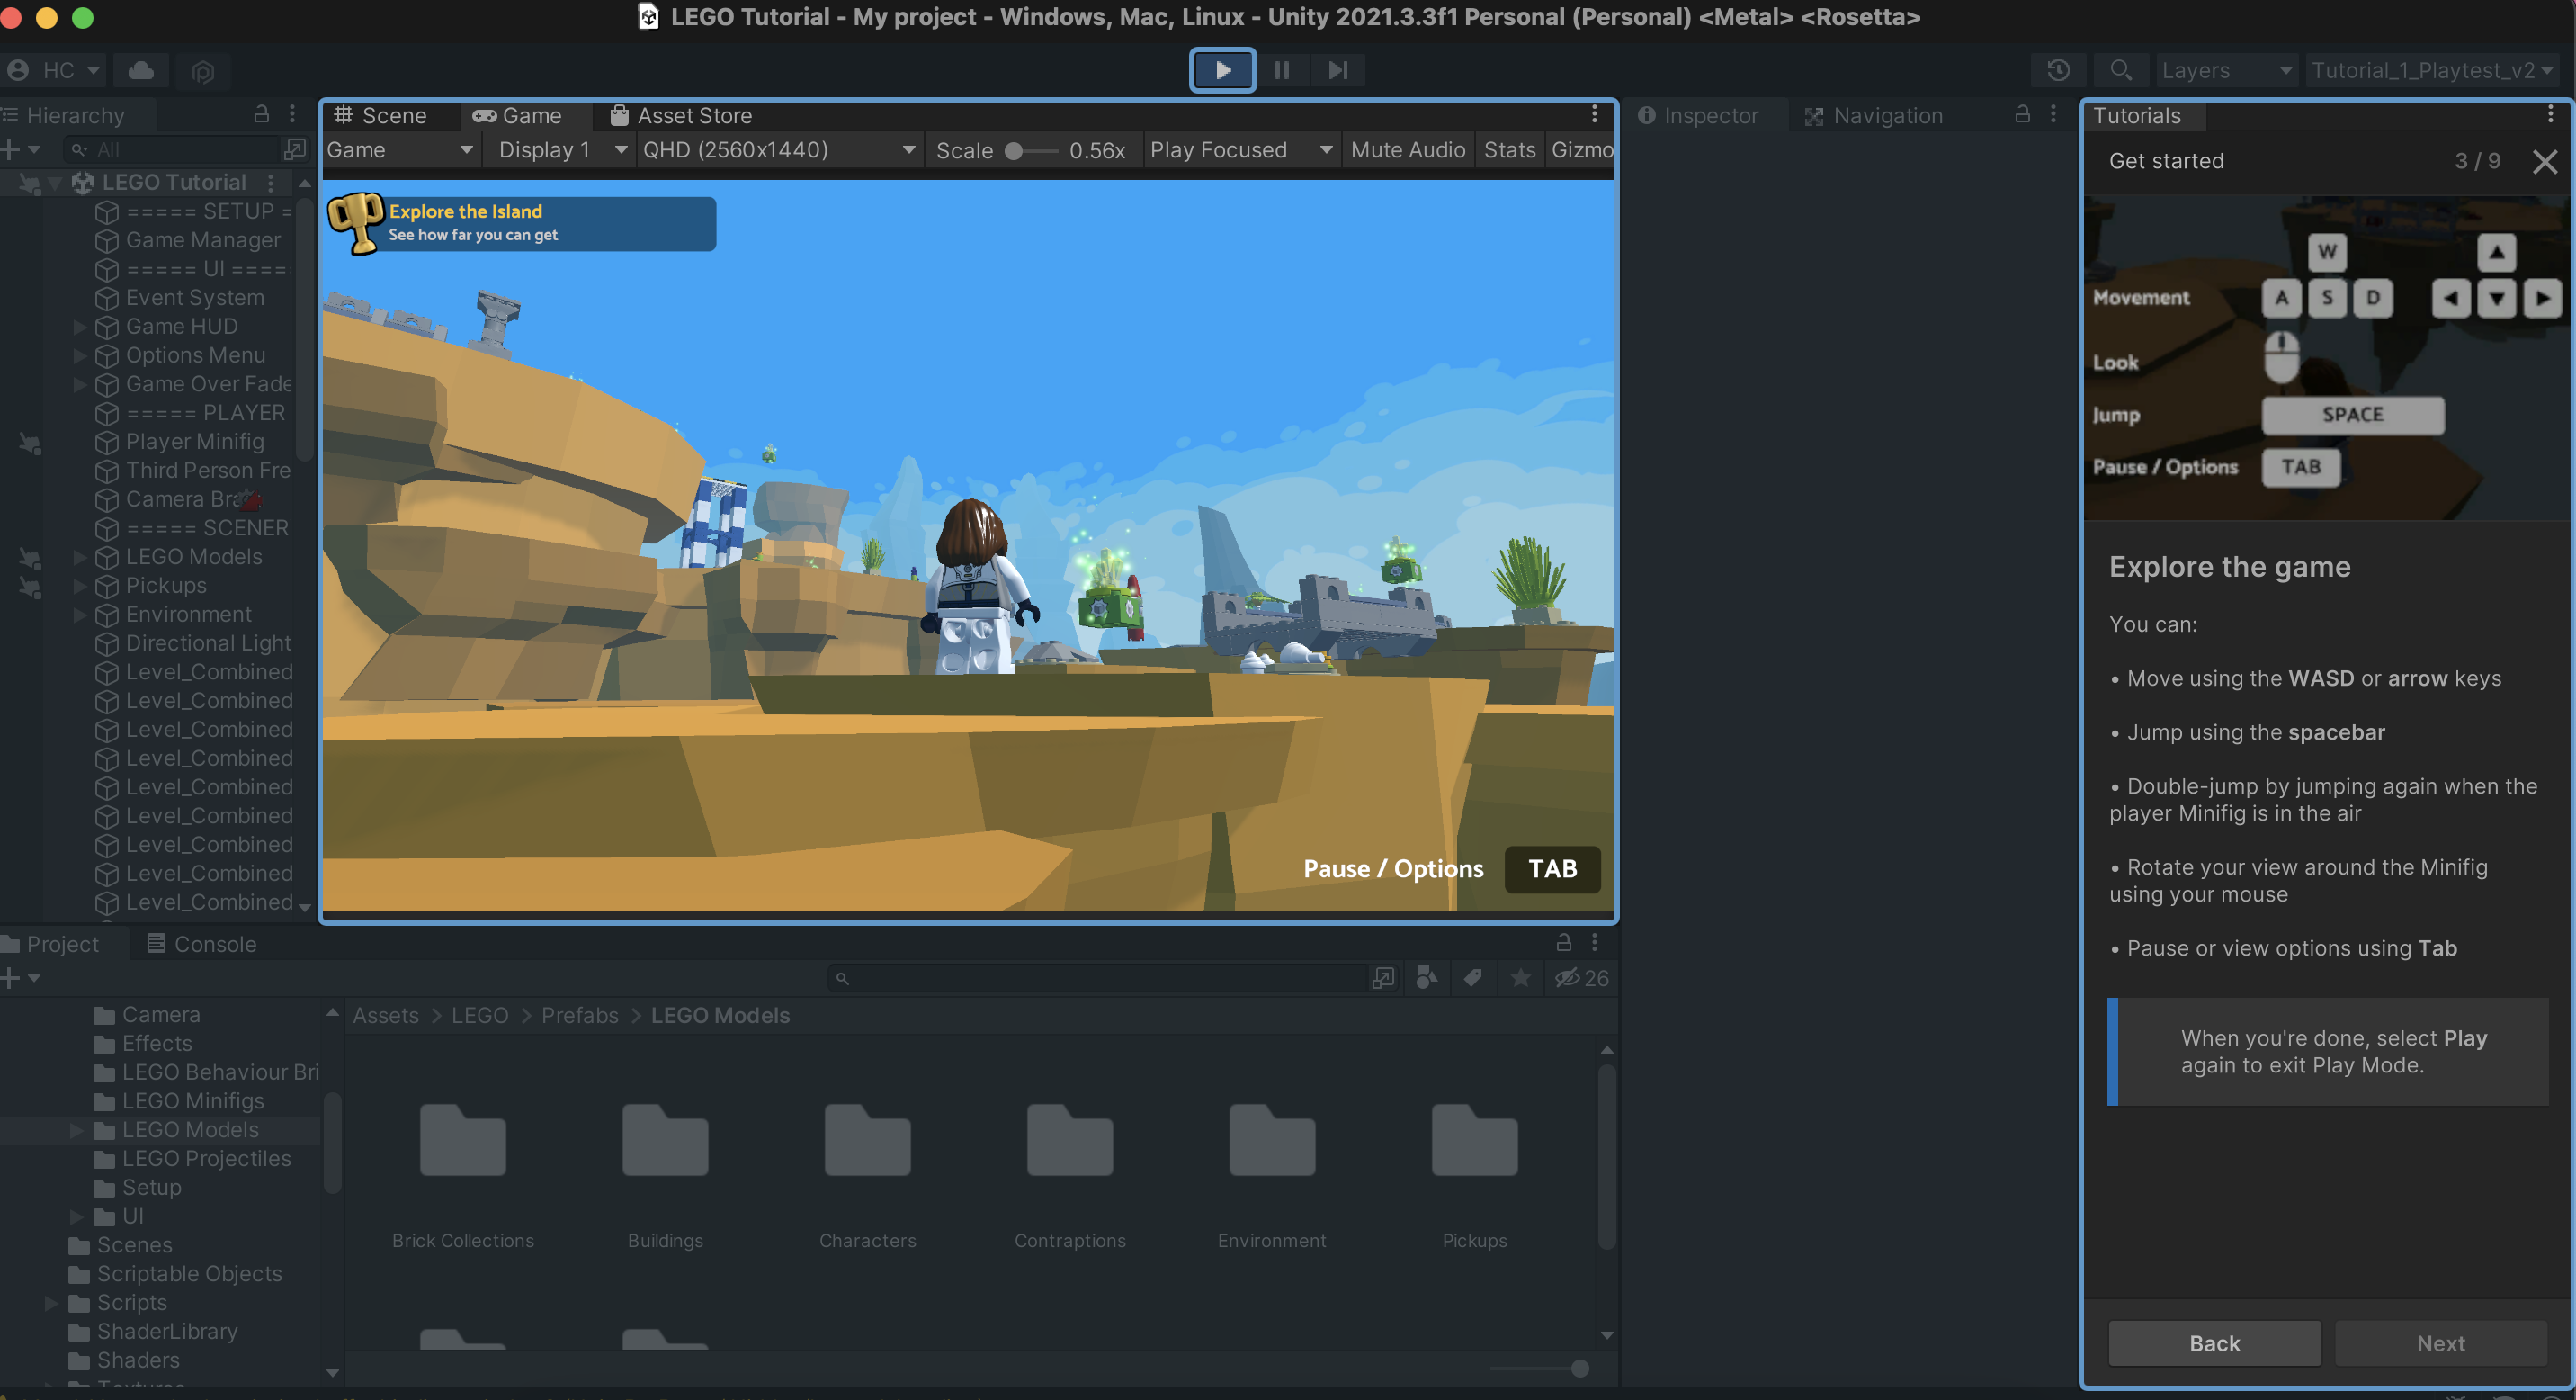 LEGO Tutorial - My project - Windows, Mac, Linux - Unity 2021.3.3f1 Personal (Personal) <Metal> <Rosetta>
HC
Layers
Tutorial_1_Playtest_v2
Hierarchy
All
LEGO Tutorial
===== SETUP =
Game Manager
===== UI =====
Event System
Game HUD
Options Menu
Game Over Fade
===== PLAYER
Player Minifig
Third Person Fre
Camera Bra
===== SCENER
LEGO Models
Pickups
Environment
Directional Light
Level_Combined
Level_Combined
Level_Combined
Level_Combined
Level_Combined
Level_Combined
Level_Combined
Level_Combined
Level_Combined
Scene
Game
Asset Store
Game
Display 1
QHD (2560x1440)
Scale
0.56x
Play Focused
Mute Audio
Stats
Gizmo
Explore the Island
See how far you can get
Pause / Options
TAB
Inspector
Navigation
Tutorials
Get started
3 / 9
W
Movement
A S D
Look
Jump
SPACE
Pause / Options
TAB
Explore the game
You can:
• Move using the WASD or arrow keys
• Jump using the spacebar
• Double-jump by jumping again when the
player Minifig is in the air
• Rotate your view around the Minifig
using your mouse
• Pause or view options using Tab
When you're done, select Play
again to exit Play Mode.
Back
Next
Project
Console
26
Camera
Effects
LEGO Behaviour Bri
LEGO Minifigs
LEGO Models
LEGO Projectiles
Setup
UI
Scenes
Scriptable Objects
Scripts
ShaderLibrary
Shaders
Assets > LEGO > Prefabs > LEGO Models
Brick Collections
Buildings
Characters
Contraptions
Environment
Pickups